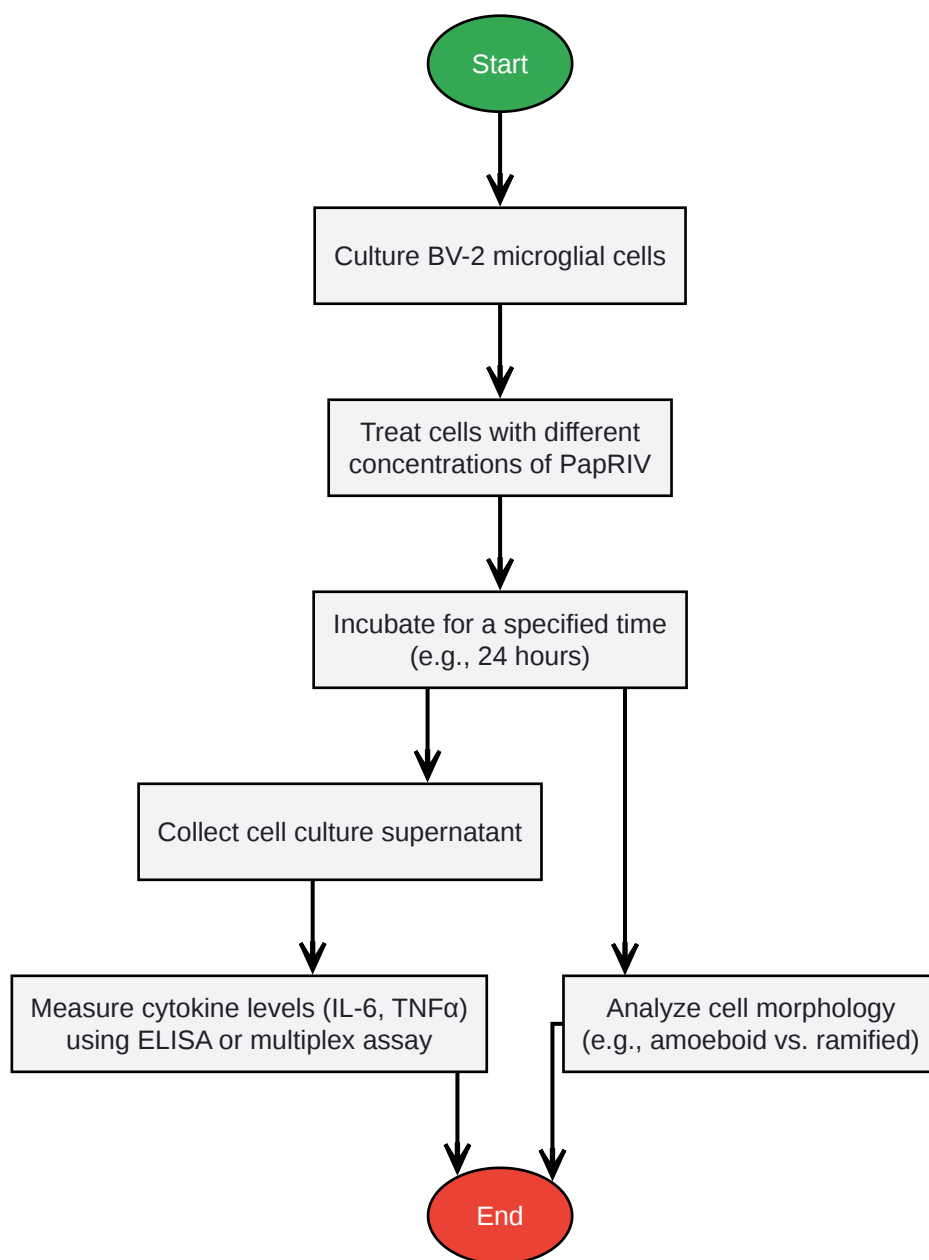 Start
Culture BV-2 microglial cells
Treat cells with different
concentrations of PapRIV
Incubate for a specified time
(e.g., 24 hours)
Collect cell culture supernatant
Measure cytokine levels (IL-6, TNFα)
using ELISA or multiplex assay
Analyze cell morphology
(e.g., amoeboid vs. ramified)
End